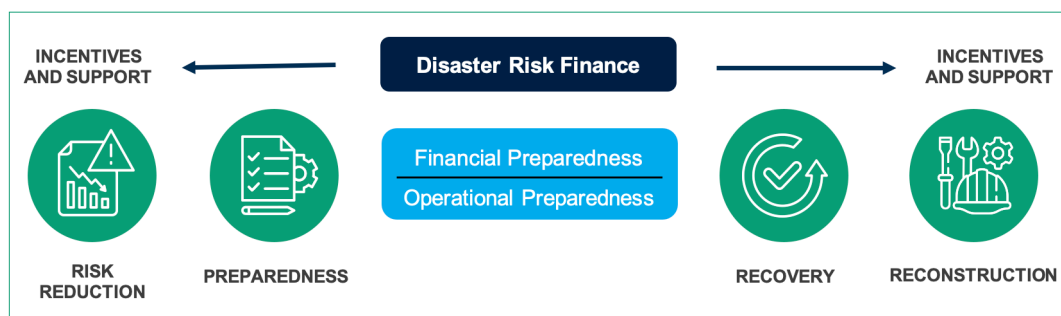 INCENTIVES
AND SUPPORT
Disaster Risk Finance
INCENTIVES
AND SUPPORT
Financial Preparedness
Operational Preparedness
RISK
REDUCTION
PREPAREDNESS
RECOVERY
RECONSTRUCTION